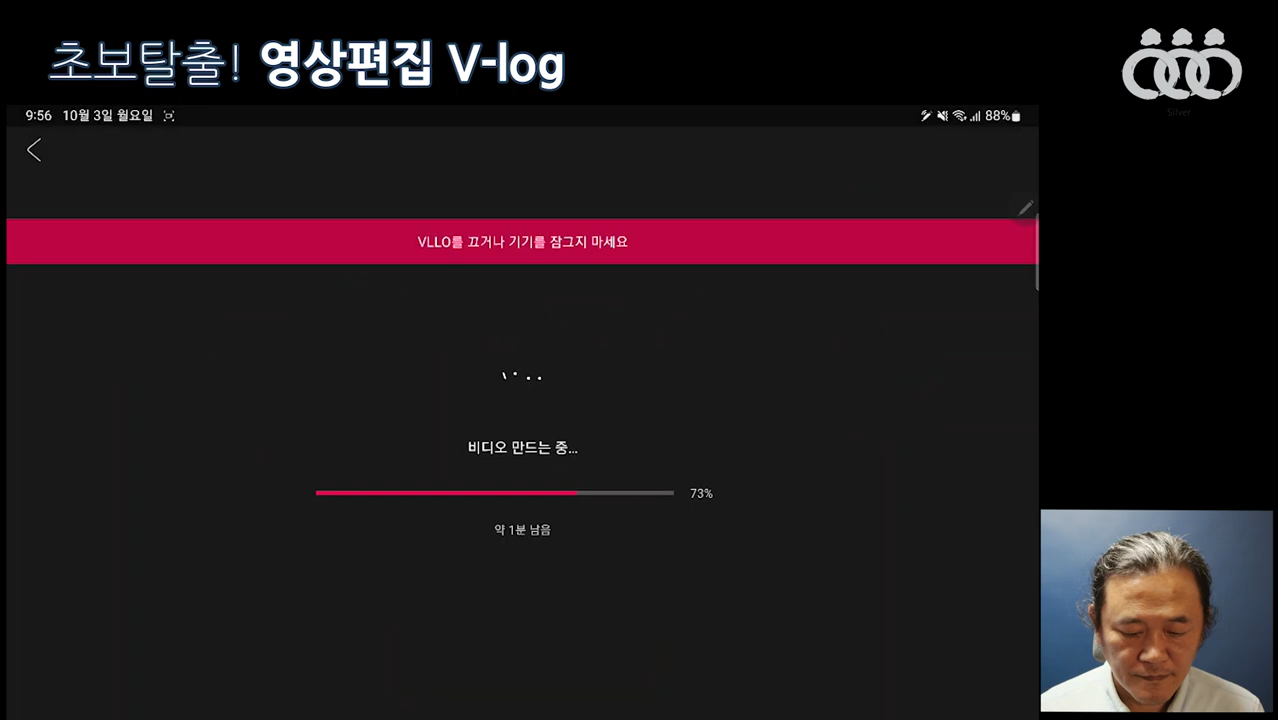 초보탈출! 영상편집 V-log
Silver
9:56 10월 3일 월요일
88%
VLLO를 끄거나 기기를 잠그지 마세요
비디오 만드는 중...
73%
약 1분 남음